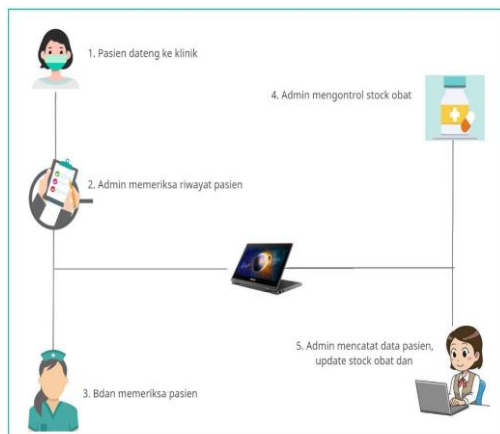 1. Pasien dateng ke klinik
2. Admin memeriksa riwayat pasien
3. Bdan memeriksa pasien
4. Admin mengontrol stock obat
5. Admin mencatat data pasien,
update stock obat dan